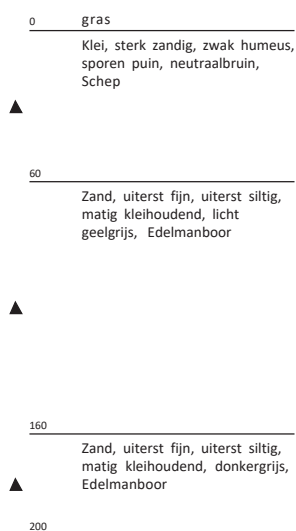 0 gras
Klei, sterk zandig, zwak humeus,
sporen puin, neutraalbruin,
Schep
60
Zand, uiterst fijn, uiterst siltig,
matig kleihoudend, licht
geelgrijs, Edelmanboor
160
Zand, uiterst fijn, uiterst siltig,
matig kleihoudend, donkergrijs,
Edelmanboor
200